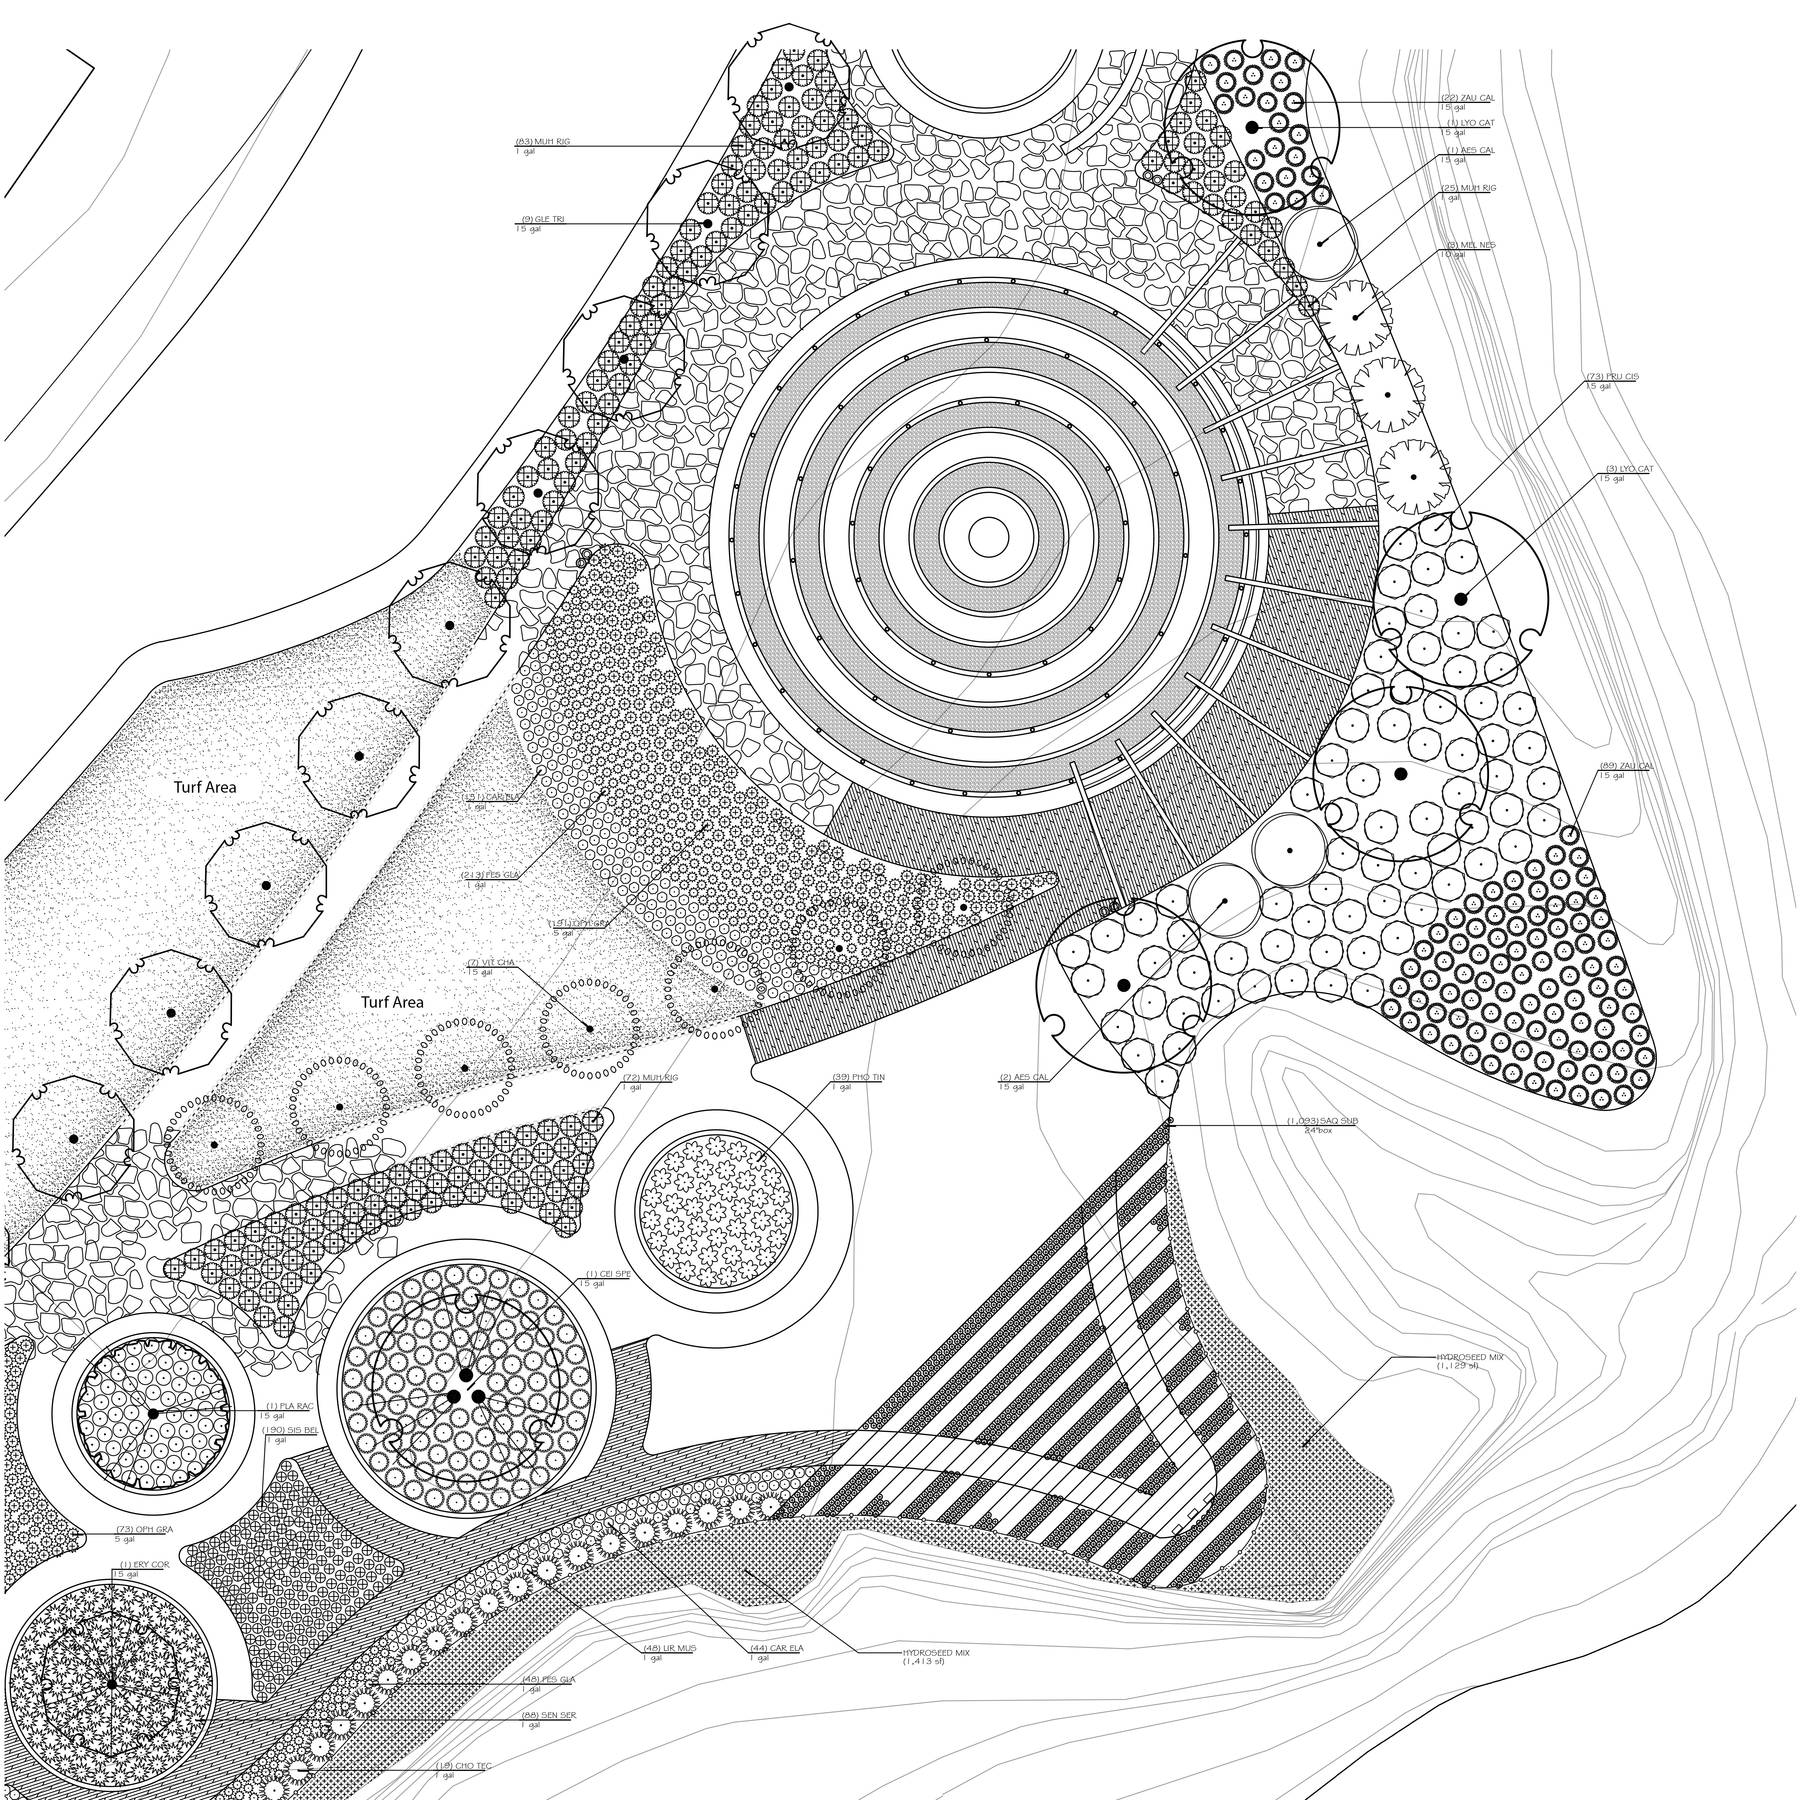 (22) ZAU CAL
15 gal
(1) LYO CAT
15 gal
(83) MUH RIG
1 gal
(1) AES CAL
15 gal
(25) MUH RIG
1 gal
(9) GLE TRI
15 gal
(3) MEL NES
10 gal
(73) PRU CIS
15 gal
(3) LYO CAT
15 gal
(89) ZAU CAL
15 gal
Turf Area
(151) CAR ELA
gal
(213) FES GLA
1 gal
(191) OPH GRA
5 gal
(7) VIT CHA
15 gal
Turf Area
(72) MUH RIG
1 gal
(39) PHO TIN
1 gal
(2) AES CAL
15 gal
(1,093) SAQ SUB
24"box
(1) CEI SPE
15 gal
HYDROSEED MIX
(1,129 sf)
(1) PLA RAC
15 gal
(190) SIS BEL
1 gal
(73) OPH GRA
5 gal
(1) ERY COR
15 gal
(48) LIR MUS
1 gal
(44) CAR ELA
1 gal
HYDROSEED MIX
(1,413 sf)
(48) FES GLA
1 gal
(88) SEN SER
1 gal
(19) CHO TEC
1 gal